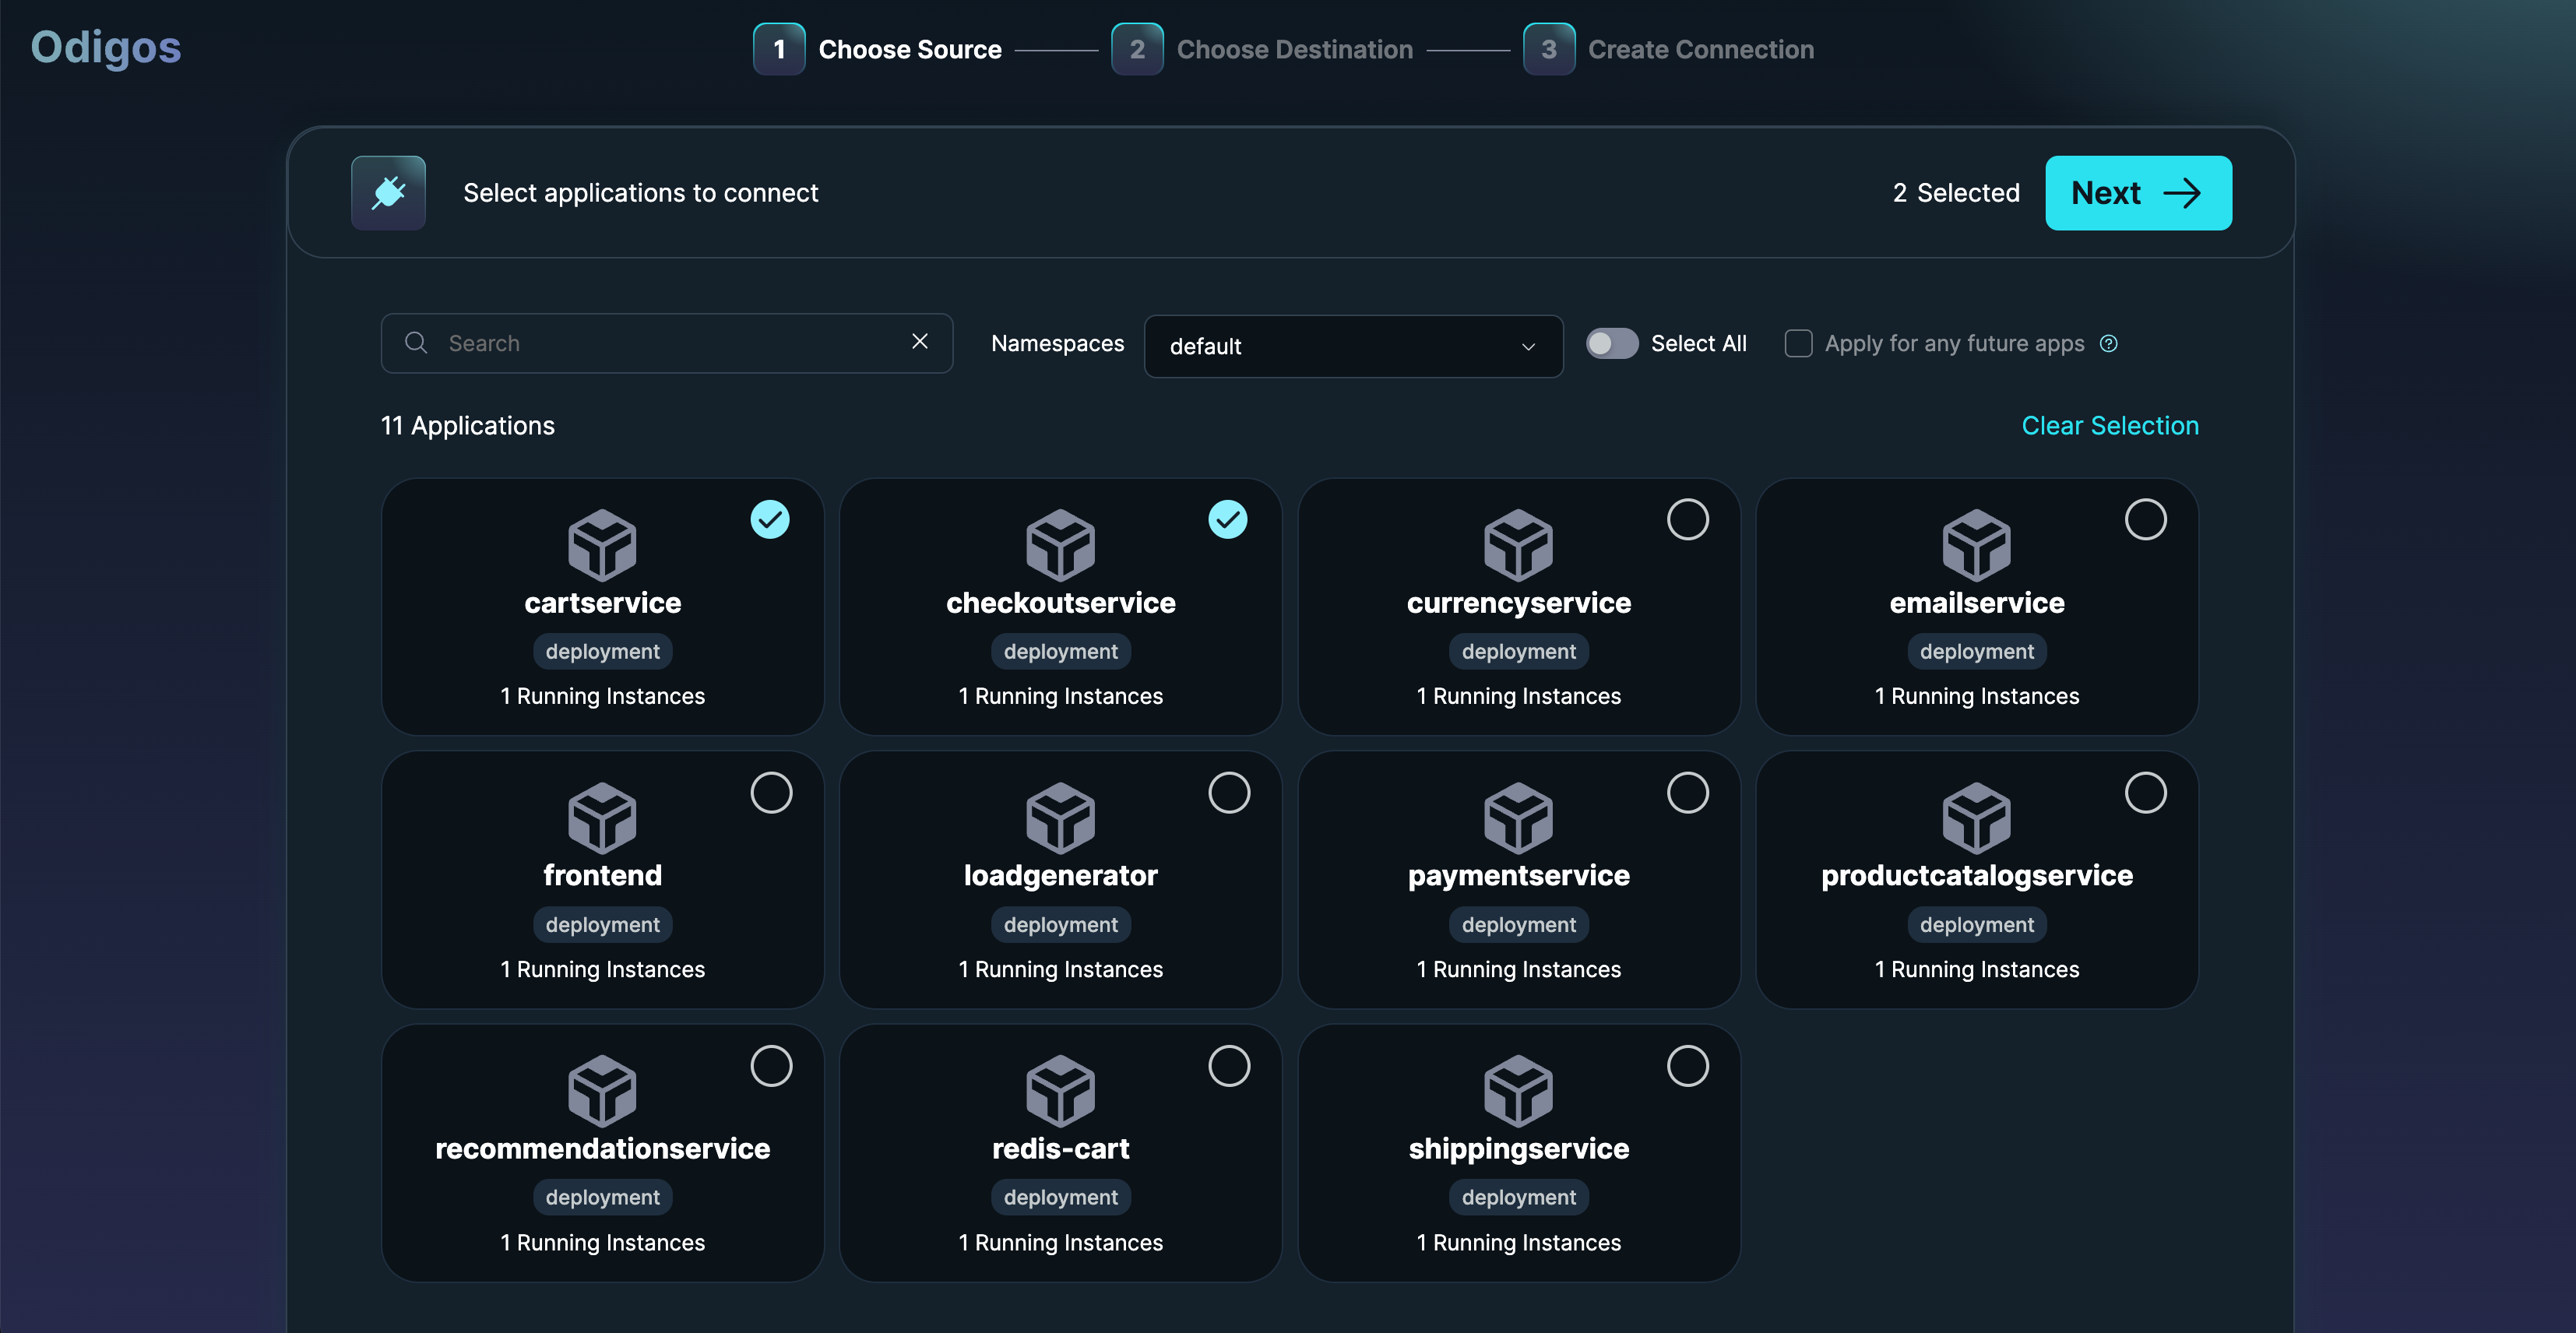 Odigos
1 Choose Source 2 Choose Destination 3 Create Connection
Select applications to connect 2 Selected Next
Search Namespaces default Select All Apply for any future apps ?
11 Applications Clear Selection
cartservice checkoutservice currencyservice emailservice
deployment deployment deployment deployment
1 Running Instances 1 Running Instances 1 Running Instances 1 Running Instances
frontend loadgenerator paymentservice productcatalogservice
deployment deployment deployment deployment
1 Running Instances 1 Running Instances 1 Running Instances 1 Running Instances
recommendationservice redis-cart shippingservice
deployment deployment deployment
1 Running Instances 1 Running Instances 1 Running Instances